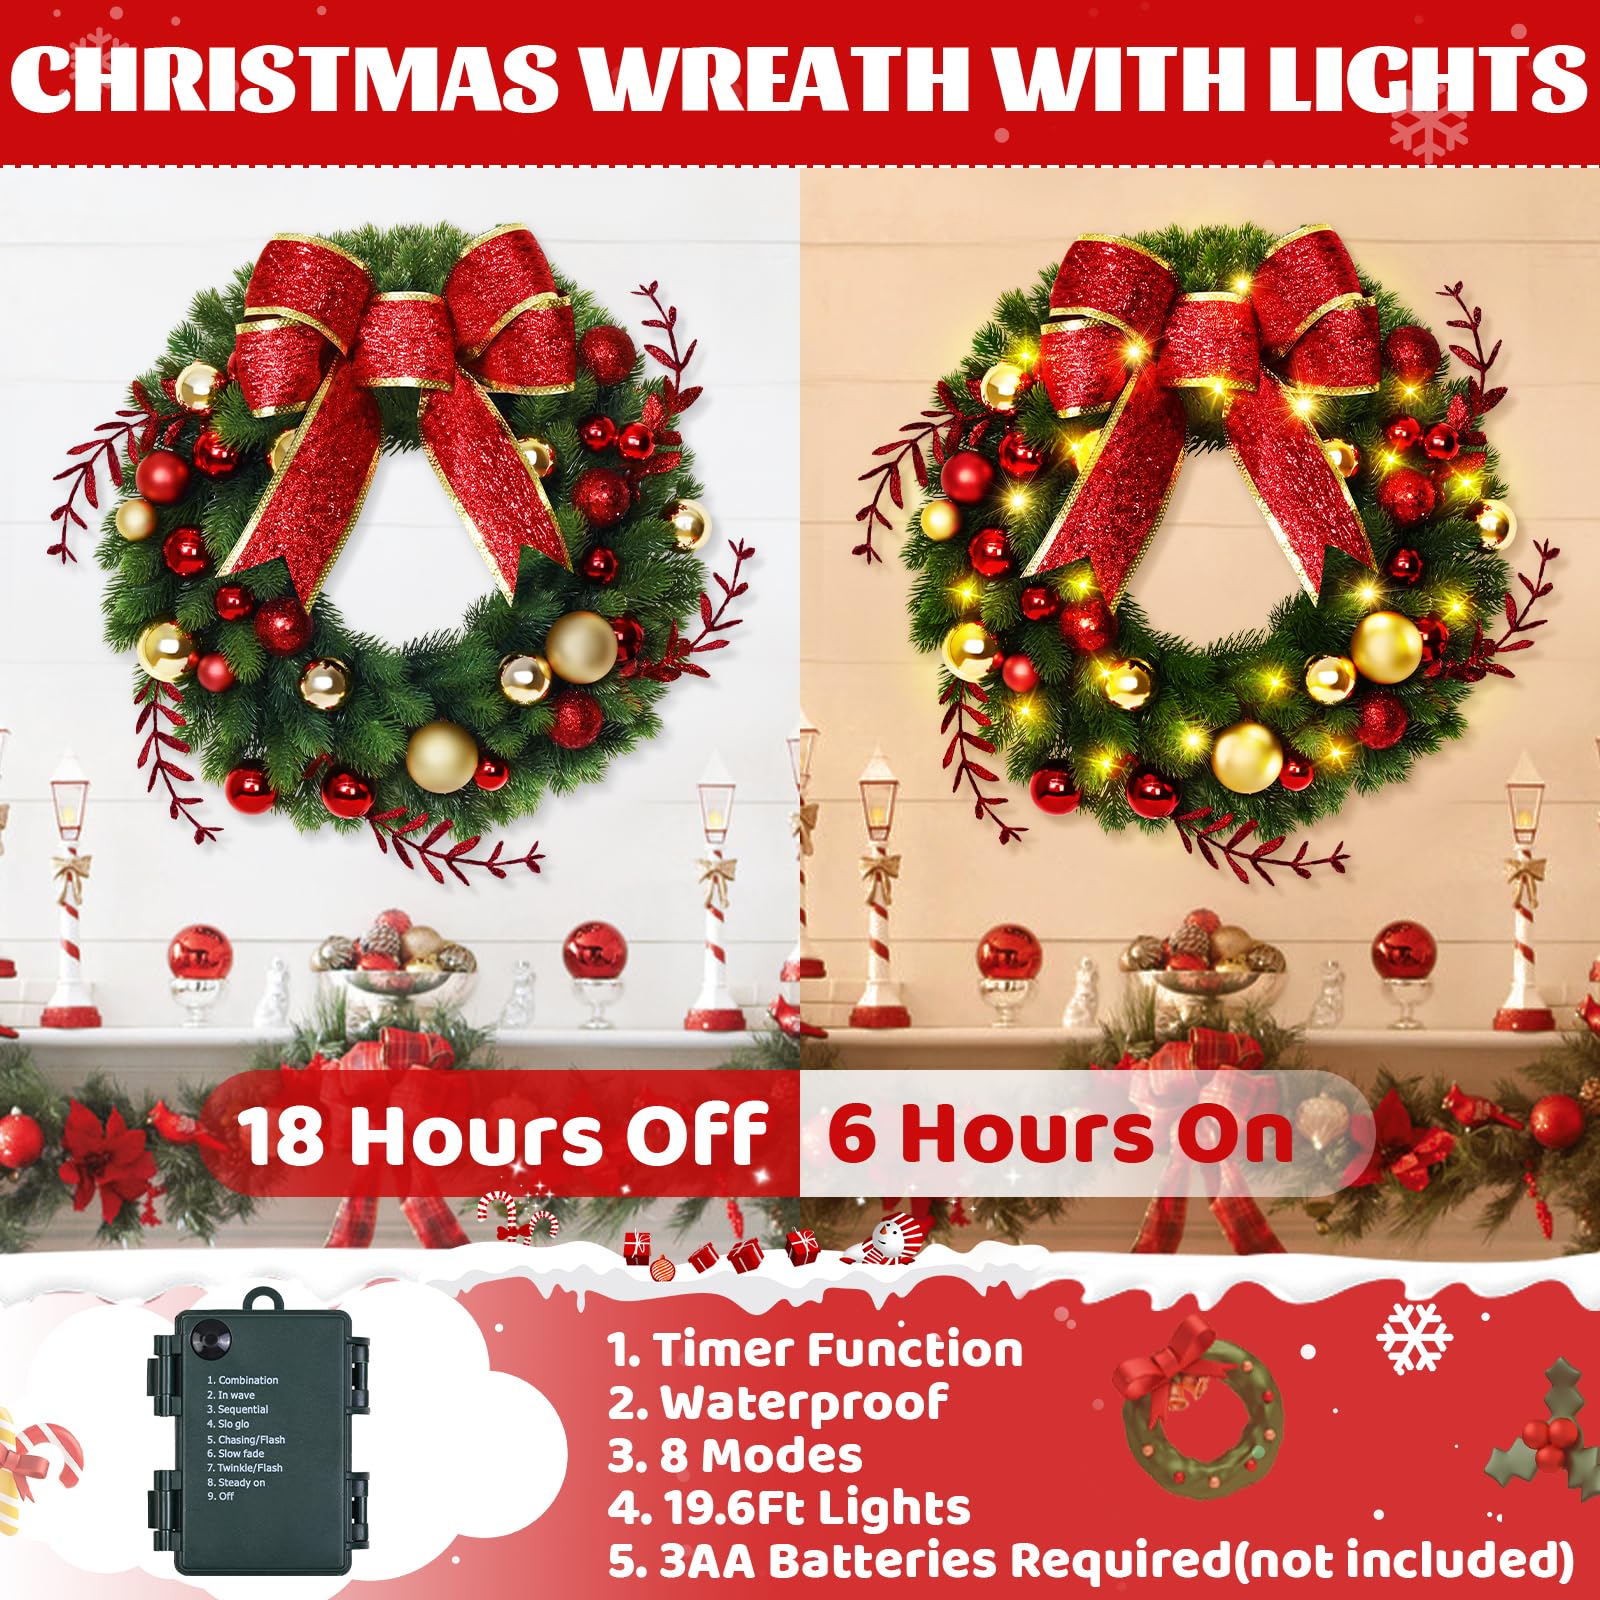 CHRISTMAS WREATH WITH LIGHTS
18 Hours Off
6 Hours On
1. Combination
2. In wave
3. Sequential
4. Slo glo
5. Chasing/Flash
6. Slow fade
7. Twinkle/Flash
8. Steady on
9. Off
1. Timer Function
2. Waterproof
3. 8 Modes
4. 19.6Ft Lights
5. 3AA Batteries Required(not included)